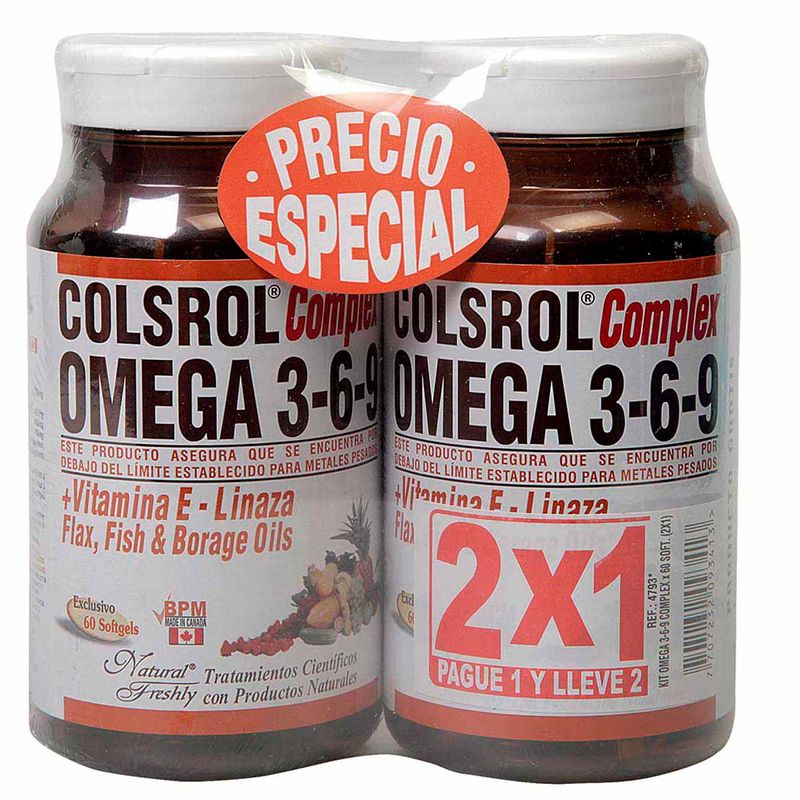 · PRECIO ·
ESPECIAL
COLSROL® Complex
OMEGA 3-6-9
ESTE PRODUCTO ASEGURA QUE SE ENCUENTRA POR
DEBAJO DEL LÍMITE ESTABLECIDO PARA METALES PESADOS
+Vitamina E - Linaza
Flax, Fish & Borage Oils
Exclusivo
60 Softgels
BPM
MADE IN CANADA
Natural®
Freshly
Tratamientos Científicos
con Productos Naturales
COLSROL® Complex
OMEGA 3-6-9
ESTE PRODUCTO ASEGURA QUE SE ENCUENTRA POR
DEBAJO DEL LÍMITE ESTABLECIDO PARA METALES PESADOS
+Vitamina E - Linaza
2X1
PAGUE 1 Y LLEVE 2
REF.: 4793*
KIT OMEGA 3-6-9 COMPLEX x 60 SOFT. (2X1)
7707232093413>
PRODUCTO GRATIS